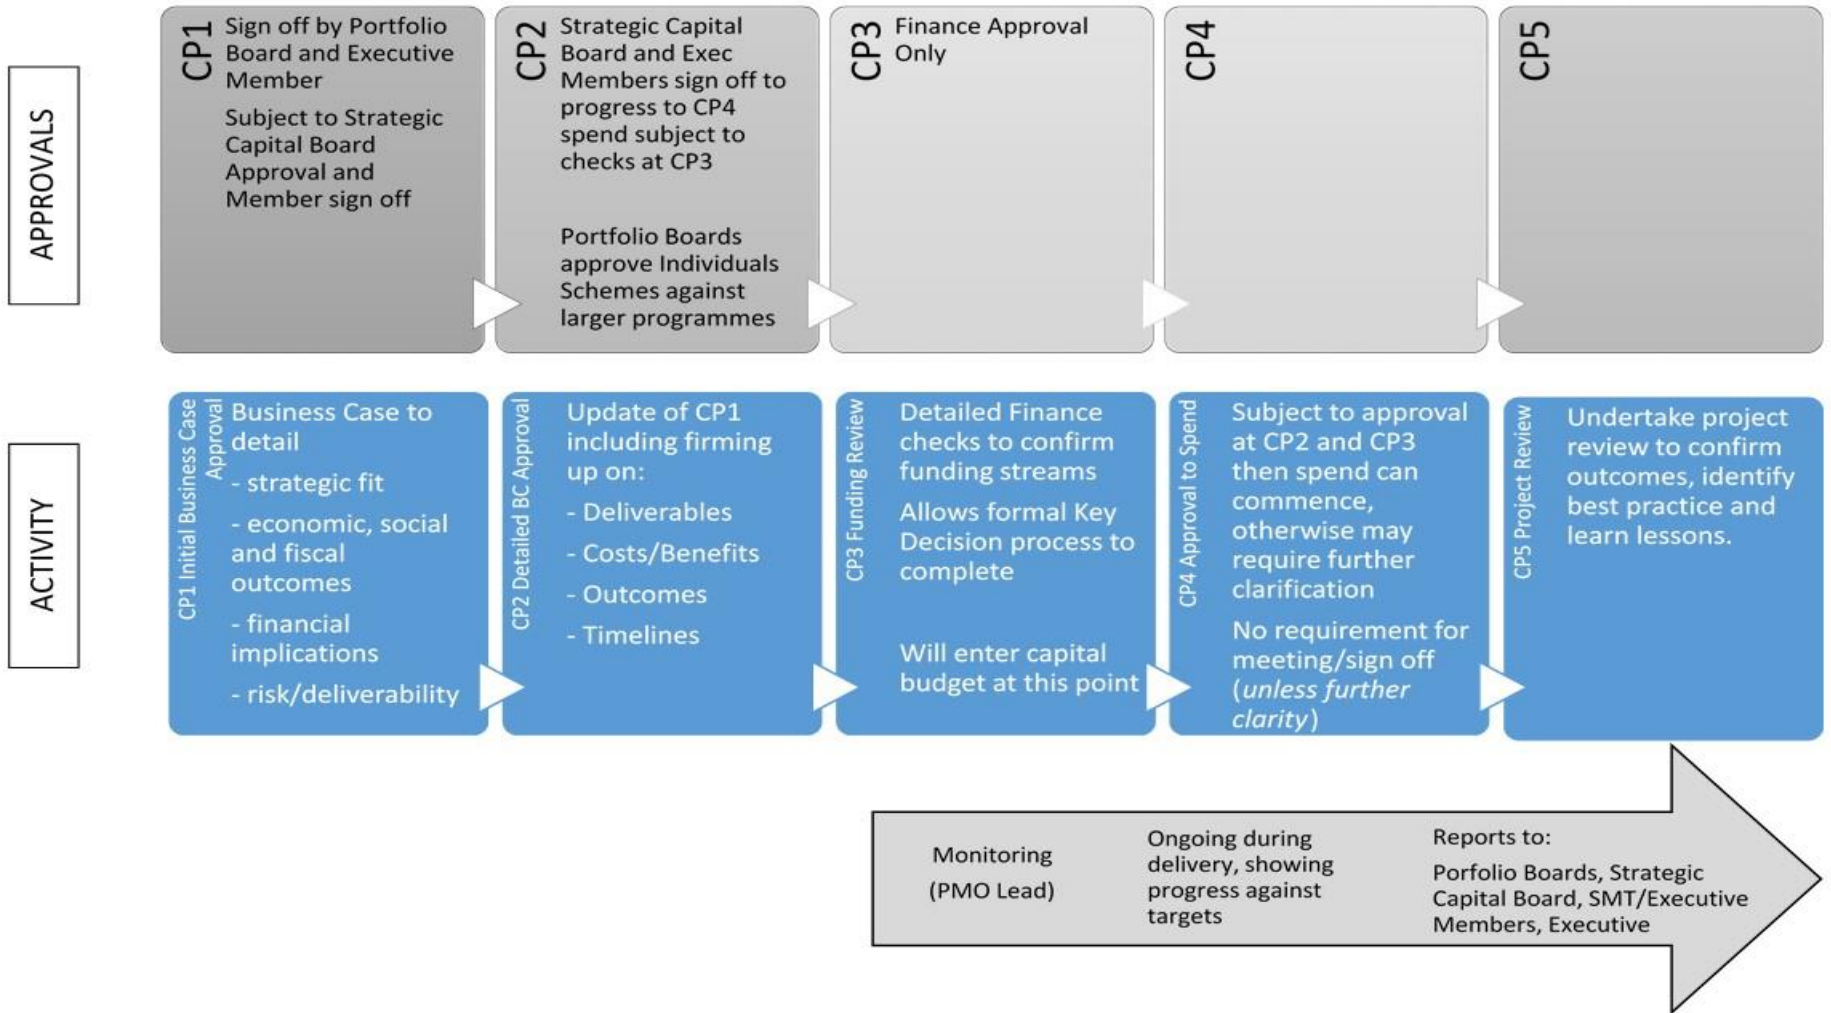 APPROVALS
CP1
Sign off by Portfolio
Board and Executive
Member
Subject to Strategic
Capital Board
Approval and
Member sign off
CP2
Strategic Capital
Board and Exec
Members sign off to
progress to CP4
spend subject to
checks at CP3
Portfolio Boards
approve Individuals
Schemes against
larger programmes
CP3
Finance Approval
Only
CP4
CP5
ACTIVITY
CP1 Initial Business Case
Approval
Business Case to
detail
- strategic fit
- economic, social
and fiscal
outcomes
- financial
implications
- risk/deliverability
CP2 Detailed BC Approval
Update of CP1
including firming
up on:
- Deliverables
- Costs/Benefits
- Outcomes
- Timelines
CP3 Funding Review
Detailed Finance
checks to confirm
funding streams
Allows formal Key
Decision process to
complete
Will enter capital
budget at this point
CP4 Approval to Spend
Subject to approval
at CP2 and CP3
then spend can
commence,
otherwise may
require further
clarification
No requirement for
meeting/sign off
(unless further
clarity)
CP5 Project Review
Undertake project
review to confirm
outcomes, identify
best practice and
learn lessons.
Monitoring
(PMO Lead)
Ongoing during
delivery, showing
progress against
targets
Reports to:
Porfolio Boards, Strategic
Capital Board, SMT/Executive
Members, Executive